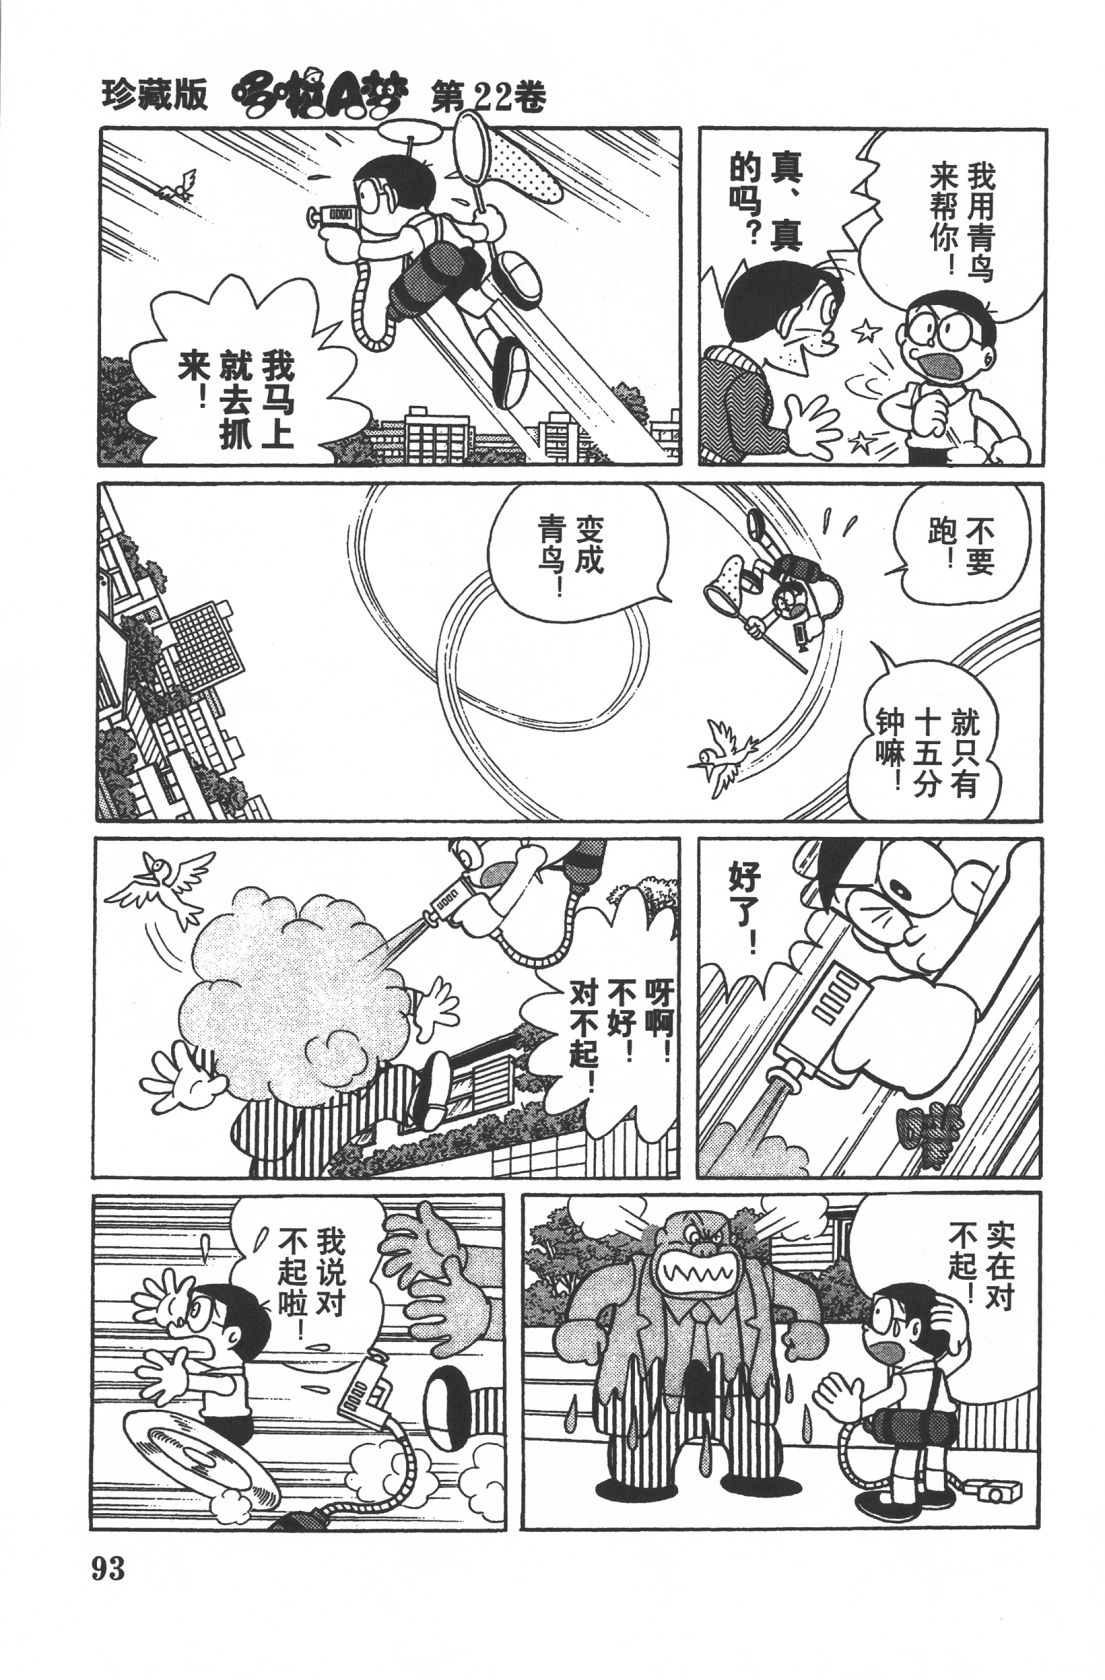 珍藏版 哆啦A梦 第22卷
我用青鸟
来帮你！
真、真
的吗？
我马上
就去抓
来！
不要
跑！
变成
青鸟！
就只有
十五分
钟嘛！
好了！
呀啊！
不好！
对不起！
实在对
不起！
我说对
不起啦！
93